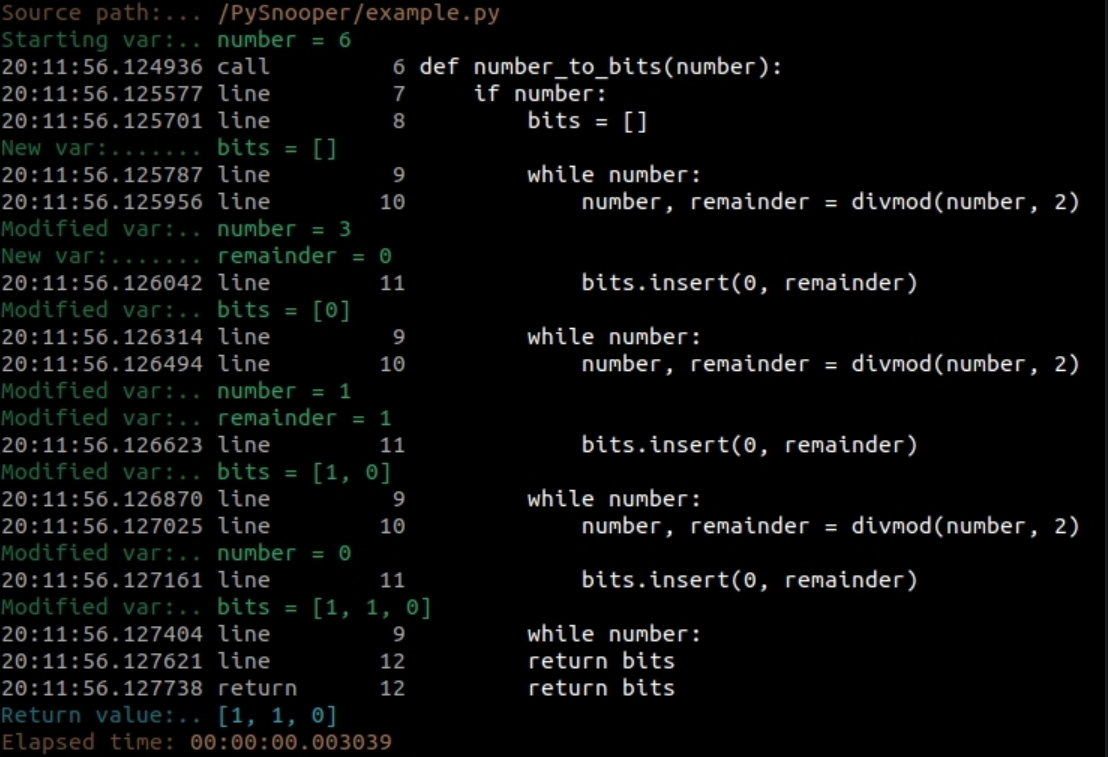 Source path:... /PySnooper/example.py
Starting var:.. number = 6
20:11:56.124936 call         6 def number_to_bits(number):
20:11:56.125577 line         7     if number:
20:11:56.125701 line         8         bits = []
New var:....... bits = []
20:11:56.125787 line         9         while number:
20:11:56.125956 line        10             number, remainder = divmod(number, 2)
Modified var:.. number = 3
New var:....... remainder = 0
20:11:56.126042 line        11             bits.insert(0, remainder)
Modified var:.. bits = [0]
20:11:56.126314 line         9         while number:
20:11:56.126494 line        10             number, remainder = divmod(number, 2)
Modified var:.. number = 1
Modified var:.. remainder = 1
20:11:56.126623 line        11             bits.insert(0, remainder)
Modified var:.. bits = [1, 0]
20:11:56.126870 line         9         while number:
20:11:56.127025 line        10             number, remainder = divmod(number, 2)
Modified var:.. number = 0
20:11:56.127161 line        11             bits.insert(0, remainder)
Modified var:.. bits = [1, 1, 0]
20:11:56.127404 line         9         while number:
20:11:56.127621 line        12         return bits
20:11:56.127738 return      12         return bits
Return value:.. [1, 1, 0]
Elapsed time: 00:00:00.003039